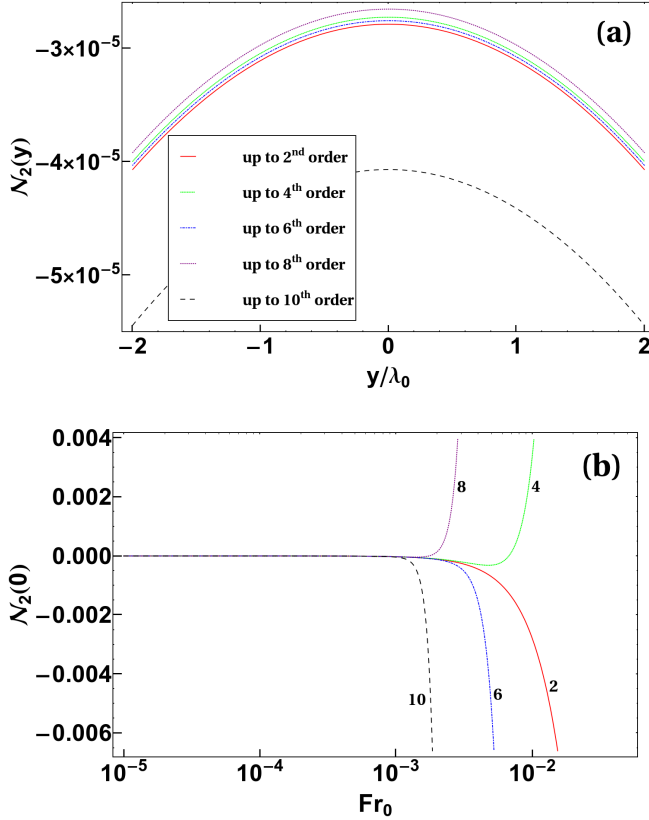 (a)
−3×10⁻⁵
−4×10⁻⁵
−5×10⁻⁵
𝒩₂(y)
up to 2ⁿᵈ order
up to 4ᵗʰ order
up to 6ᵗʰ order
up to 8ᵗʰ order
up to 10ᵗʰ order
−2 −1 0 1 2
y/λ₀
(b)
0.004
0.002
0.000
−0.002
−0.004
−0.006
𝒩₂(0)
8
4
10
6
2
10⁻⁵ 10⁻⁴ 10⁻³ 10⁻²
Fr₀